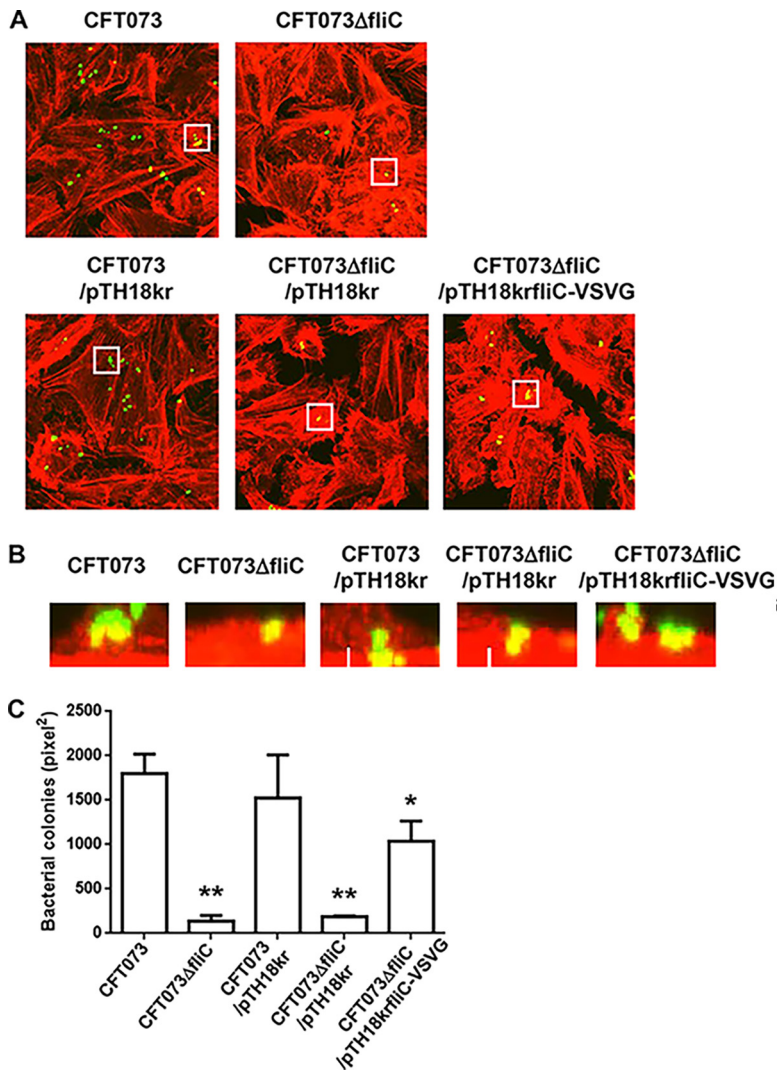 A
CFT073
CFT073ΔfliC
CFT073
/pTH18kr
CFT073ΔfliC
/pTH18kr
CFT073ΔfliC
/pTH18krfliC-VSVG
B
CFT073
CFT073ΔfliC
CFT073
/pTH18kr
CFT073ΔfliC
/pTH18kr
CFT073ΔfliC
/pTH18krfliC-VSVG
C
Bacterial colonies (pixel²)
2500
2000
1500
1000
500
0
**
**
*
CFT073
CFT073ΔfliC
CFT073
/pTH18kr
CFT073ΔfliC
/pTH18kr
CFT073ΔfliC
/pTH18krfliC-VSVG